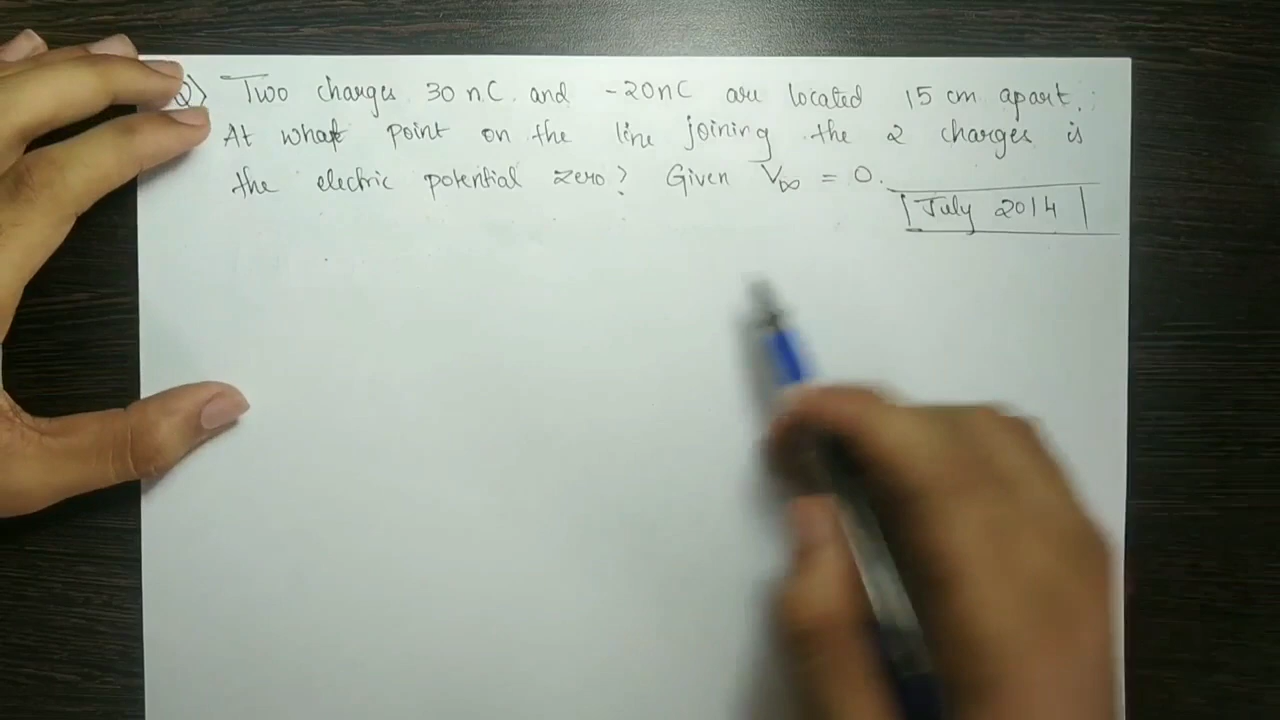 Q) Two charges 30 nC and -20nC are located 15 cm apart.
At what point on the line joining the 2 charges is
the electric potential zero? Given V∞ = 0.
July 2014